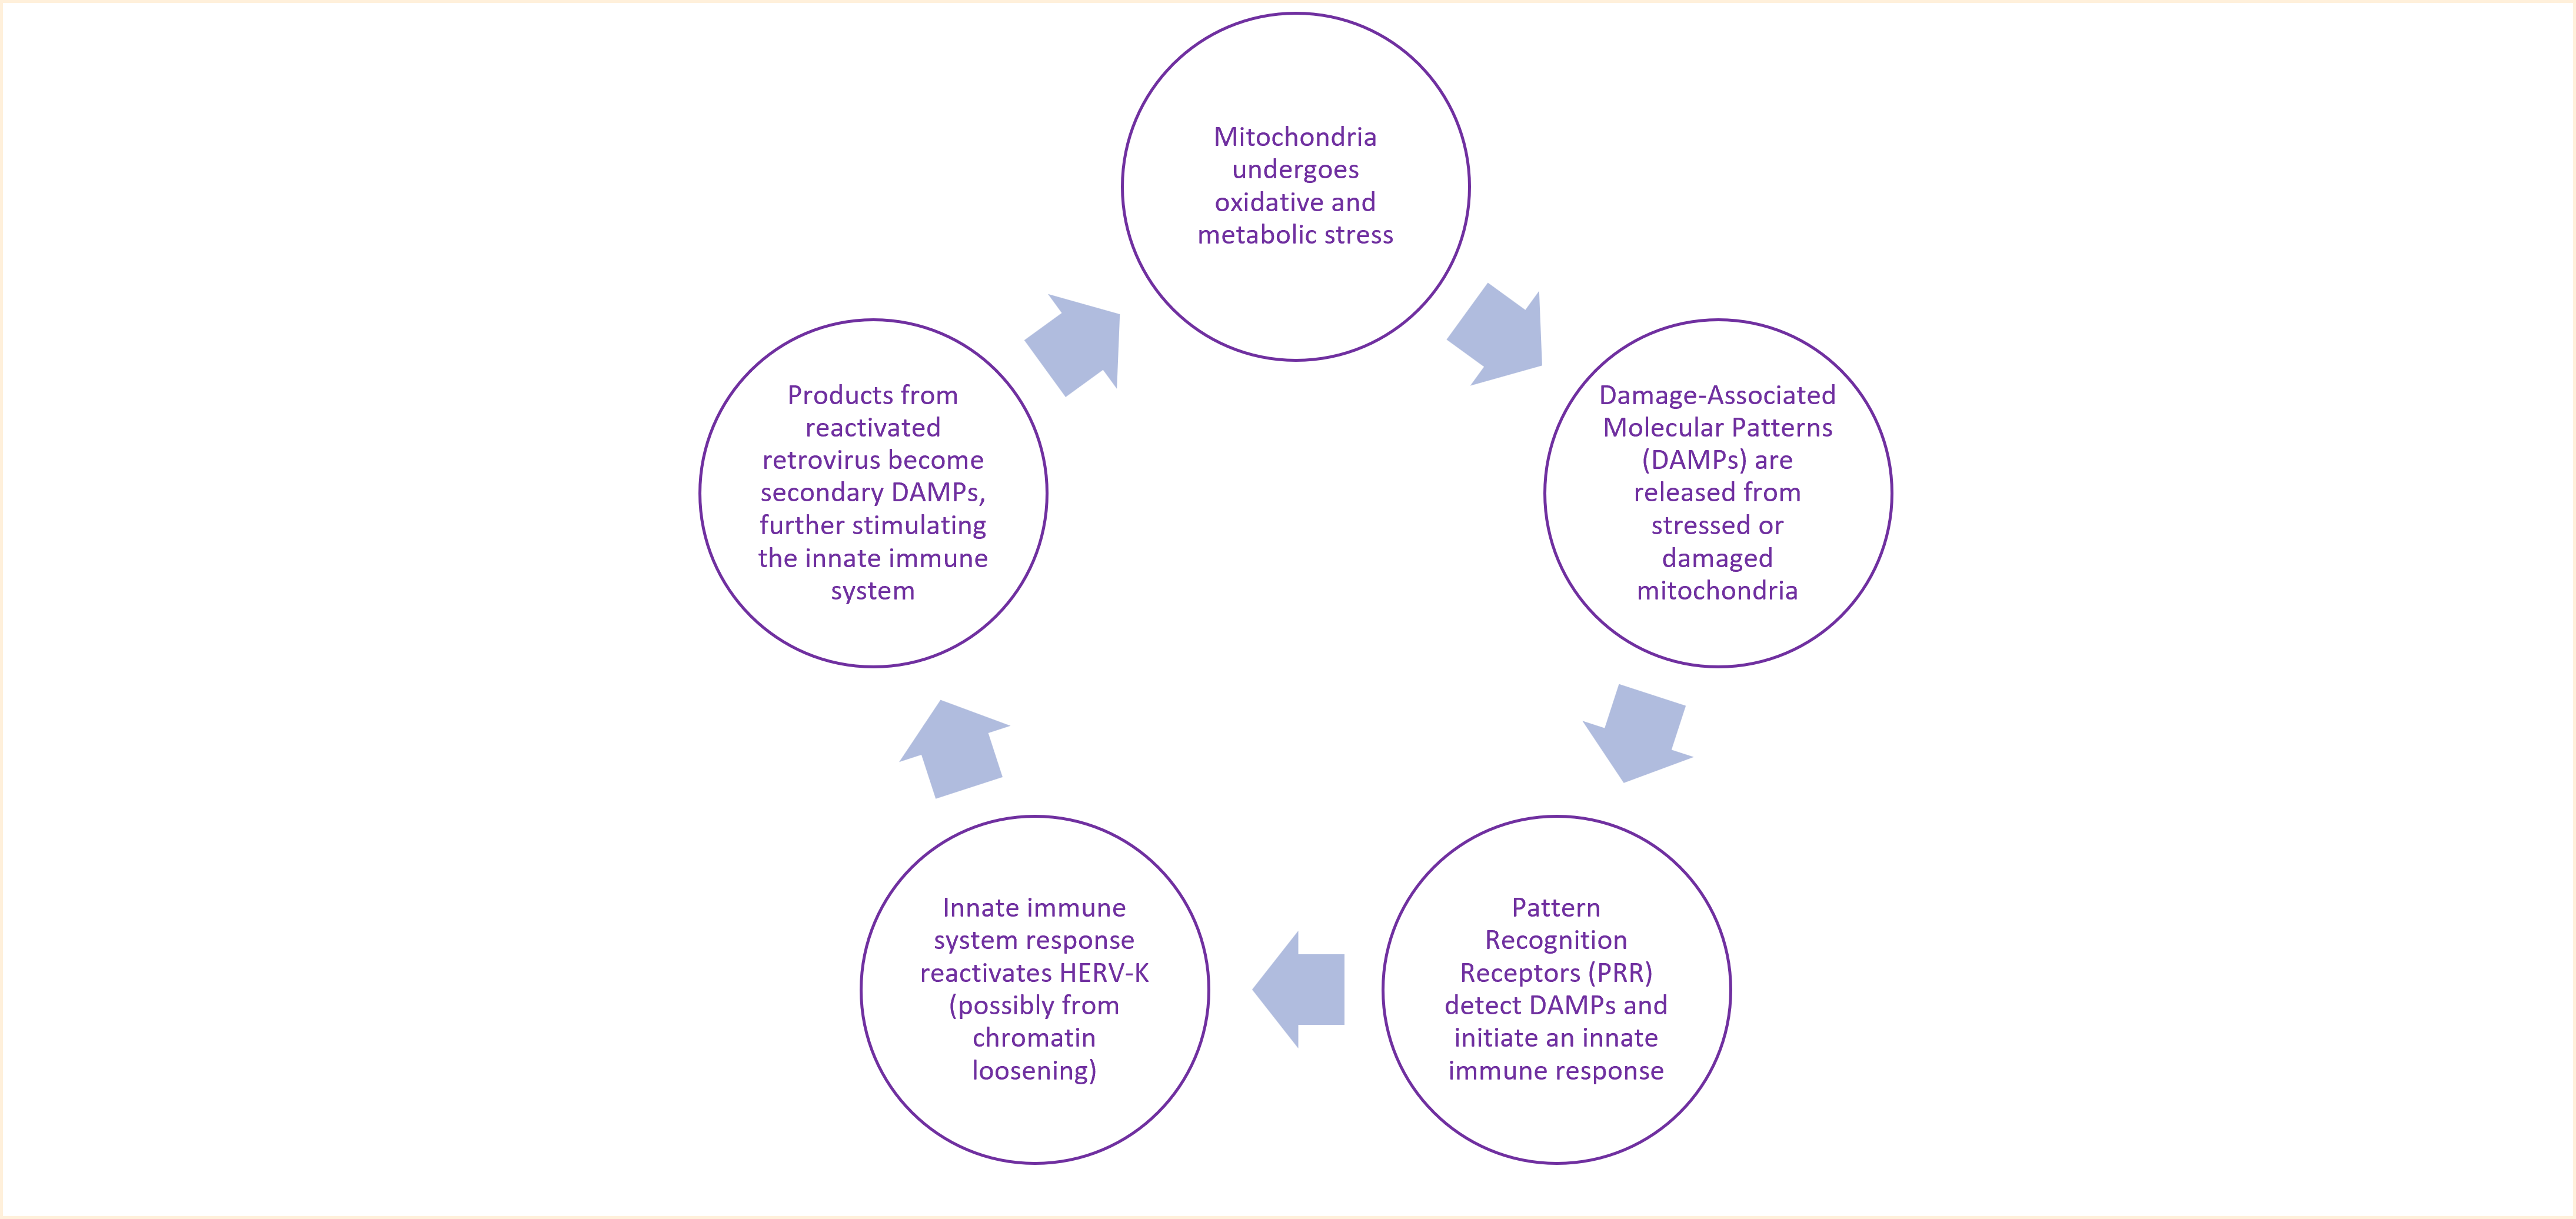 Mitochondria
undergoes
oxidative and
metabolic stress
Damage-Associated
Molecular Patterns
(DAMPs) are
released from
stressed or
damaged
mitochondria
Pattern
Recognition
Receptors (PRR)
detect DAMPs and
initiate an innate
immune response
Innate immune
system response
reactivates HERV-K
(possibly from
chromatin
loosening)
Products from
reactivated
retrovirus become
secondary DAMPs,
further stimulating
the innate immune
system